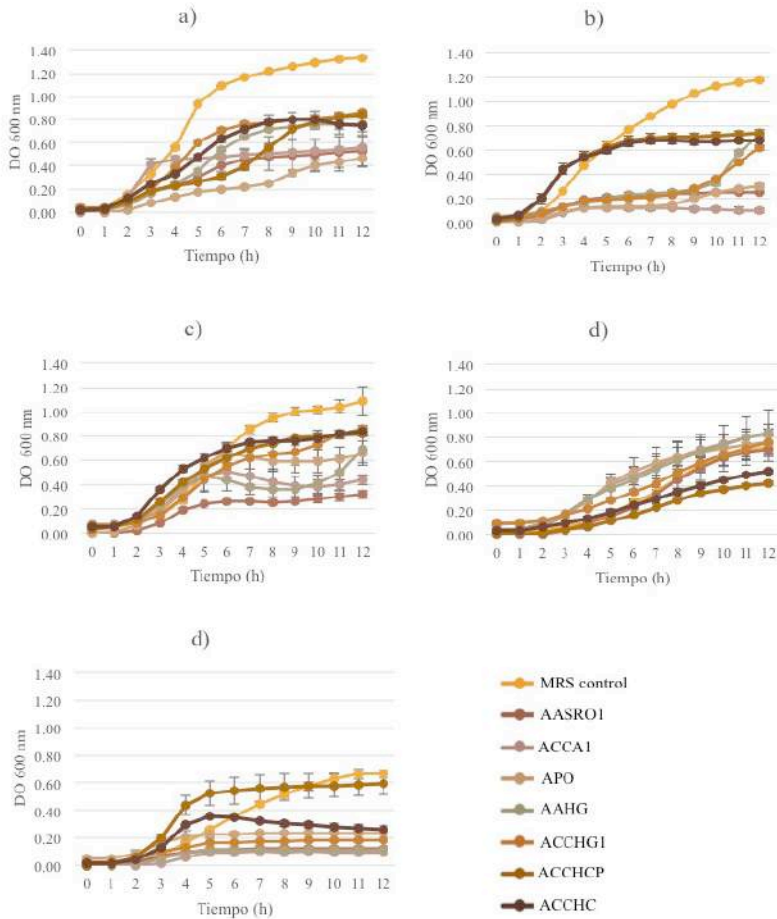 a)
1.40
1.20
1.00
0.80
0.60
0.40
0.20
0.00
DO 600 nm
0 1 2 3 4 5 6 7 8 9 10 11 12
Tiempo (h)
b)
1.40
1.20
1.00
0.80
0.60
0.40
0.20
0.00
DO 600 nm
0 1 2 3 4 5 6 7 8 9 10 11 12
Tiempo (h)
c)
1.40
1.20
1.00
0.80
0.60
0.40
0.20
0.00
DO 600 nm
0 1 2 3 4 5 6 7 8 9 10 11 12
Tiempo (h)
d)
1.40
1.20
1.00
0.80
0.60
0.40
0.20
0.00
DO 600 nm
0 1 2 3 4 5 6 7 8 9 10 11 12
Tiempo (h)
d)
1.40
1.20
1.00
0.80
0.60
0.40
0.20
0.00
DO 600 nm
0 1 2 3 4 5 6 7 8 9 10 11 12
Tiempo (h)
MRS control
AASRO1
ACCA1
APO
AAHG
ACCHG1
ACCHCP
ACCHC